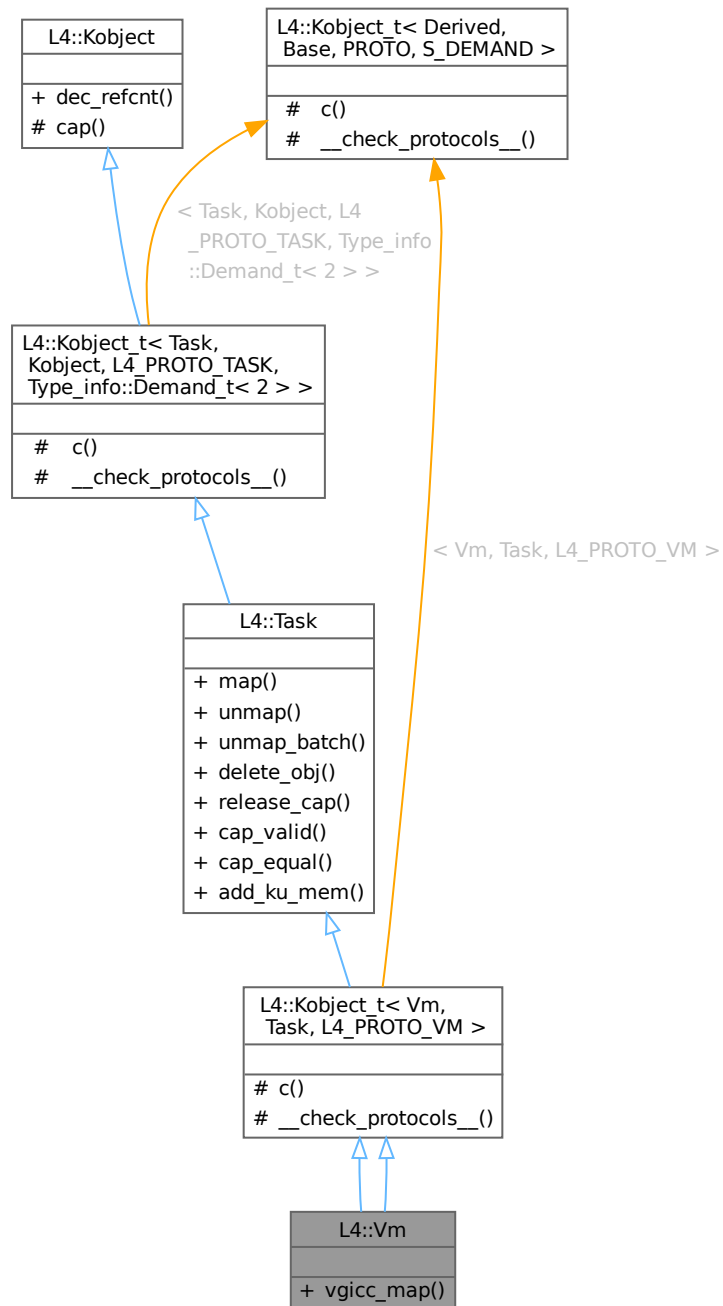 L4::Kobject
+ dec_refcnt()
# cap()
L4::Kobject_t< Derived,
Base, PROTO, S_DEMAND >
# c()
# __check_protocols__()
< Task, Kobject, L4
_PROTO_TASK, Type_info
::Demand_t< 2 > >
L4::Kobject_t< Task,
Kobject, L4_PROTO_TASK,
Type_info::Demand_t< 2 > >
# c()
# __check_protocols__()
< Vm, Task, L4_PROTO_VM >
L4::Task
+ map()
+ unmap()
+ unmap_batch()
+ delete_obj()
+ release_cap()
+ cap_valid()
+ cap_equal()
+ add_ku_mem()
L4::Kobject_t< Vm,
Task, L4_PROTO_VM >
# c()
# __check_protocols__()
L4::Vm
+ vgicc_map()